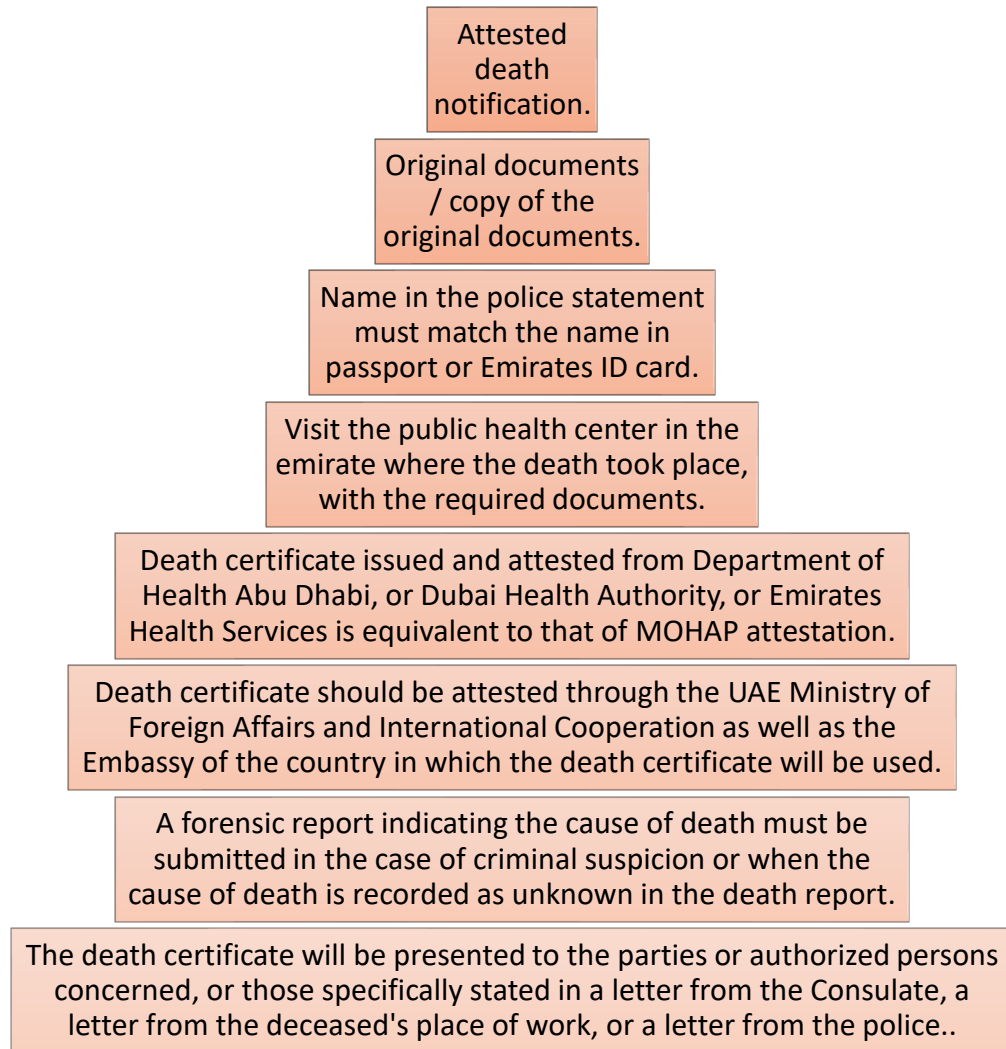 Attested
death
notification.
Original documents
/ copy of the
original documents.
Name in the police statement
must match the name in
passport or Emirates ID card.
Visit the public health center in the
emirate where the death took place,
with the required documents.
Death certificate issued and attested from Department of
Health Abu Dhabi, or Dubai Health Authority, or Emirates
Health Services is equivalent to that of MOHAP attestation.
Death certificate should be attested through the UAE Ministry of
Foreign Affairs and International Cooperation as well as the
Embassy of the country in which the death certificate will be used.
A forensic report indicating the cause of death must be
submitted in the case of criminal suspicion or when the
cause of death is recorded as unknown in the death report.
The death certificate will be presented to the parties or authorized persons
concerned, or those specifically stated in a letter from the Consulate, a
letter from the deceased's place of work, or a letter from the police..